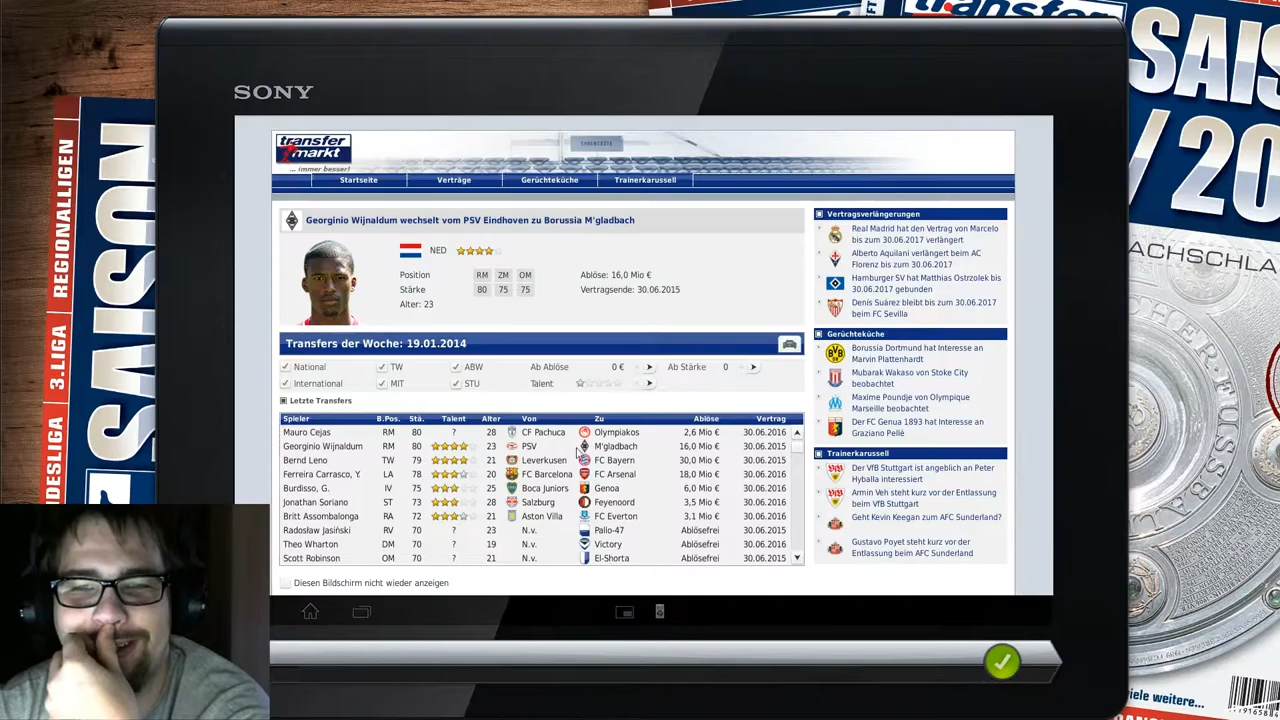 SONY
transfermarkt
... immer besser!
Startseite Verträge Gerüchteküche Trainerkarussell
Georginio Wijnaldum wechselt vom PSV Eindhoven zu Borussia M'gladbach
NED
Position RM ZM OM Ablöse: 16,0 Mio €
Stärke 80 75 75 Vertragsende: 30.06.2015
Alter: 23
Transfers der Woche: 19.01.2014
National TW ABW Ab Ablöse 0 € Ab Stärke 0
International MIT STU Talent
Letzte Transfers
Spieler B.Pos. Stä. Talent Alter Von Zu Ablöse Vertrag
Mauro Cejas RM 80 ? 28 CF Pachuca Olympiakos 2,6 Mio € 30.06.2016
Georginio Wijnaldum RM 80 23 PSV M'gladbach 16,0 Mio € 30.06.2015
Bernd Leno TW 79 21 Leverkusen FC Bayern 30,0 Mio € 30.06.2015
Ferreira Carrasco, Y. LA 78 20 FC Barcelona FC Arsenal 18,0 Mio € 30.06.2016
Burdisso, G. IV 75 25 Boca Juniors Genoa 6,0 Mio € 30.06.2016
Jonathan Soriano ST 73 28 Salzburg Feyenoord 3,5 Mio € 30.06.2015
Britt Assombalonga RA 72 21 Aston Villa FC Everton 3,1 Mio € 30.06.2016
Radosław Jasiński RV 70 ? 23 N.v. Pallo-47 Ablösefrei 30.06.2015
Theo Wharton DM 70 ? 19 N.v. Victory Ablösefrei 30.06.2016
Scott Robinson OM 70 ? 21 N.v. El-Shorta Ablösefrei 30.06.2015
Diesen Bildschirm nicht wieder anzeigen
Vertragsverlängerungen
Real Madrid hat den Vertrag von Marcelo
bis zum 30.06.2017 verlängert
Alberto Aquilani verlängert beim AC
Florenz bis zum 30.06.2017
Hamburger SV hat Matthias Ostrzolek bis
30.06.2017 gebunden
Denís Suárez bleibt bis zum 30.06.2017
beim FC Sevilla
Gerüchteküche
Borussia Dortmund hat Interesse an
Marvin Plattenhardt
Mubarak Wakaso von Stoke City
beobachtet
Maxime Poundje von Olympique
Marseille beobachtet
Der FC Genua 1893 hat Interesse an
Graziano Pellè
Trainerkarussell
Der VfB Stuttgart ist angeblich an Peter
Hyballa interessiert
Armin Veh steht kurz vor der Entlassung
beim VfB Stuttgart
Geht Kevin Keegan zum AFC Sunderland?
Gustavo Poyet steht kurz vor der
Entlassung beim AFC Sunderland
REGIONALLIGEN
3.LIGA
SAISON
SAIS
/20
iele weitere...